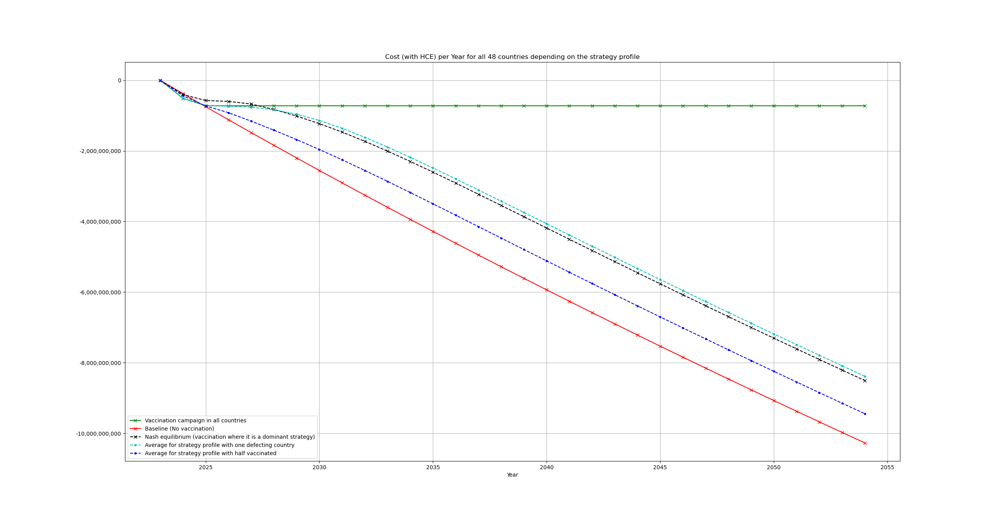 Cost (with HCE) per Year for all 48 countries depending on the strategy profile
0
-2,000,000,000
-4,000,000,000
-6,000,000,000
-8,000,000,000
-10,000,000,000
Vaccination campaign in all countries
Baseline (No vaccination)
Nash equilibrium (vaccination where it is a dominant strategy)
Average for strategy profile with one defecting country
Average for strategy profile with half vaccinated
2025 2030 2035 2040 2045 2050 2055
Year